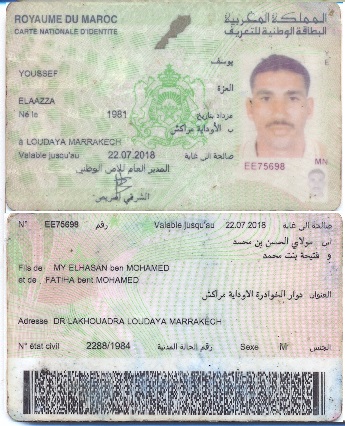 ROYAUME DU MAROC
المملكة المغربية
CARTE NATIONALE D'IDENTITE
البطاقة الوطنية للتعريف
YOUSSEF
يوسف
ELAAZZA
العزة
Né le 1981 مزداد بتاريخ
ب الأوداية مراكش
à LOUDAYA MARRAKECH
Valable jusqu'au 22.07.2018 صالحة الى غاية
EE75698
MN
المدير العام للأمن الوطني
الشرقي اضريس
N° EE75698 رقم Valable jusqu'au 22.07.2018 صالحة الى غاية
ابن مولاي الحسن بن محمد
و فتيحة بنت محمد
Fils de MY ELHASAN ben MOHAMED
et de FATIHA bent MOHAMED
العنوان دوار الخوادرة الاوداية مراكش
Adresse DR LAKHOUADRA LOUDAYA MARRAKECH
N° état civil 2288/1984 رقم الحالة المدنية Sexe M الجنس